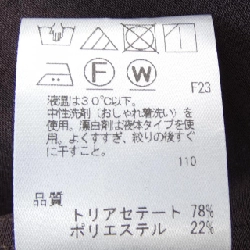 F W
F23
液温は30℃以下。
中性洗剤(おしゃれ着洗い)を
使用。漂白剤は液体タイプを使
用。よくすすぎ、絞りの後すぐ
に干すこと。
110
品質
トリアセテート 78%
ポリエステル 22%